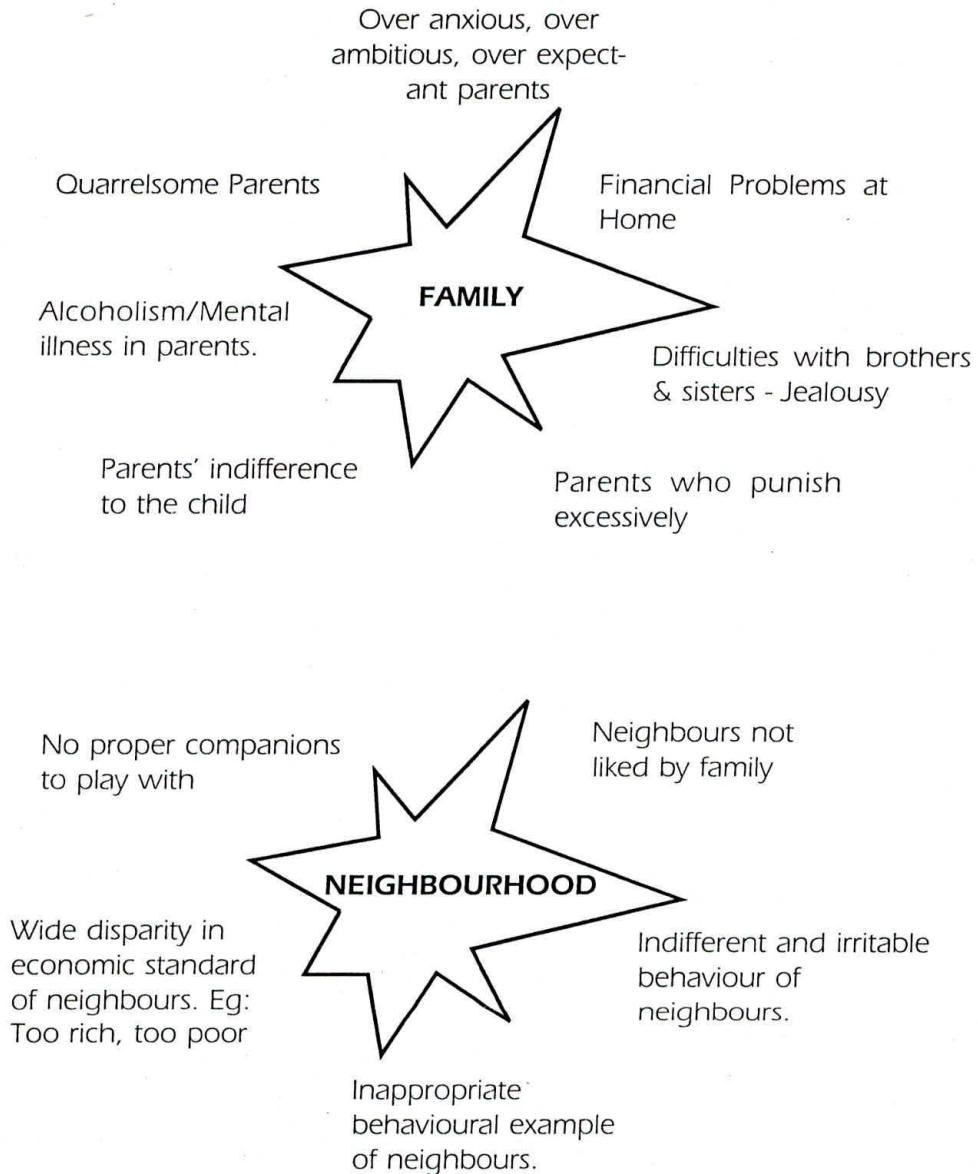 Over anxious, over
ambitious, over expect-
ant parents
Quarrelsome Parents
Financial Problems at
Home
FAMILY
Alcoholism/Mental
illness in parents.
Difficulties with brothers
& sisters - Jealousy
Parents' indifference
to the child
Parents who punish
excessively
No proper companions
to play with
Neighbours not
liked by family
NEIGHBOURHOOD
Wide disparity in
economic standard
of neighbours. Eg:
Too rich, too poor
Indifferent and irritable
behaviour of
neighbours.
Inappropriate
behavioural example
of neighbours.